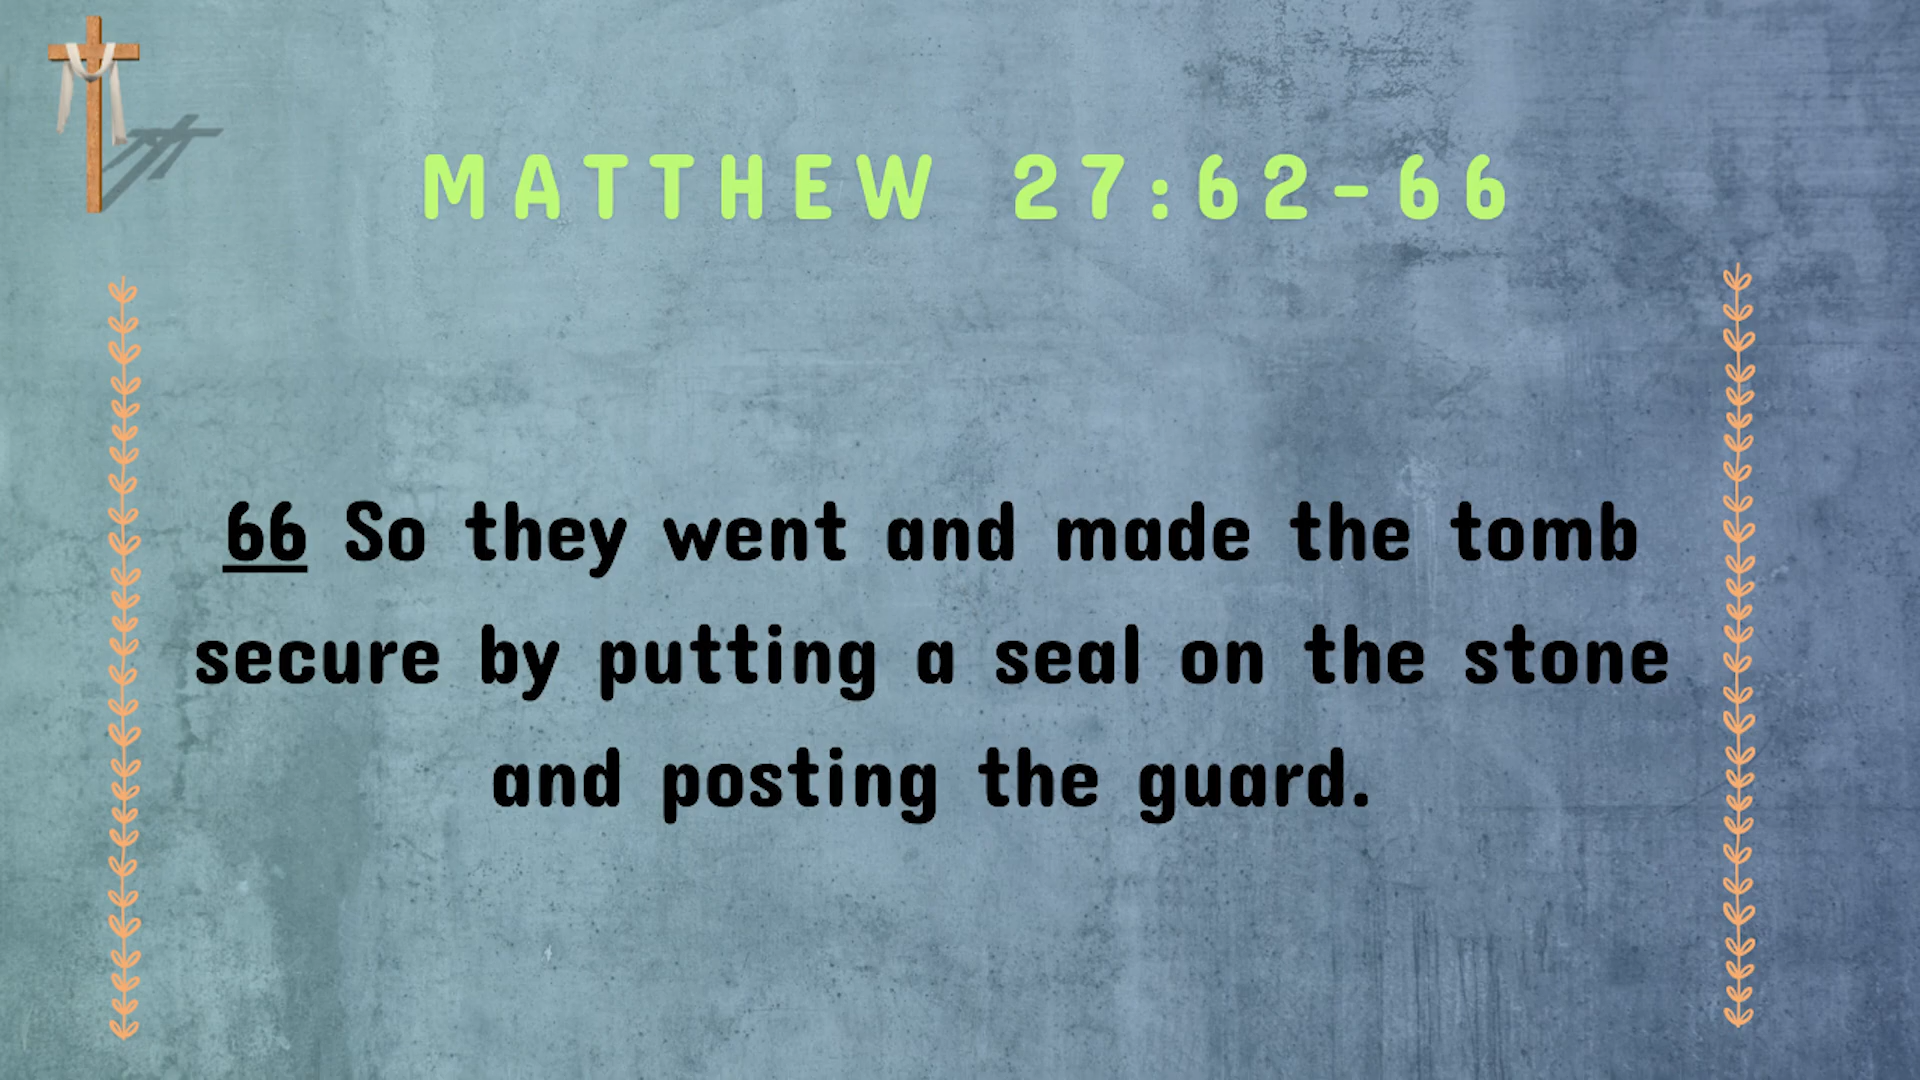 MATTHEW 27:62-66
66 So they went and made the tomb
secure by putting a seal on the stone
and posting the guard.